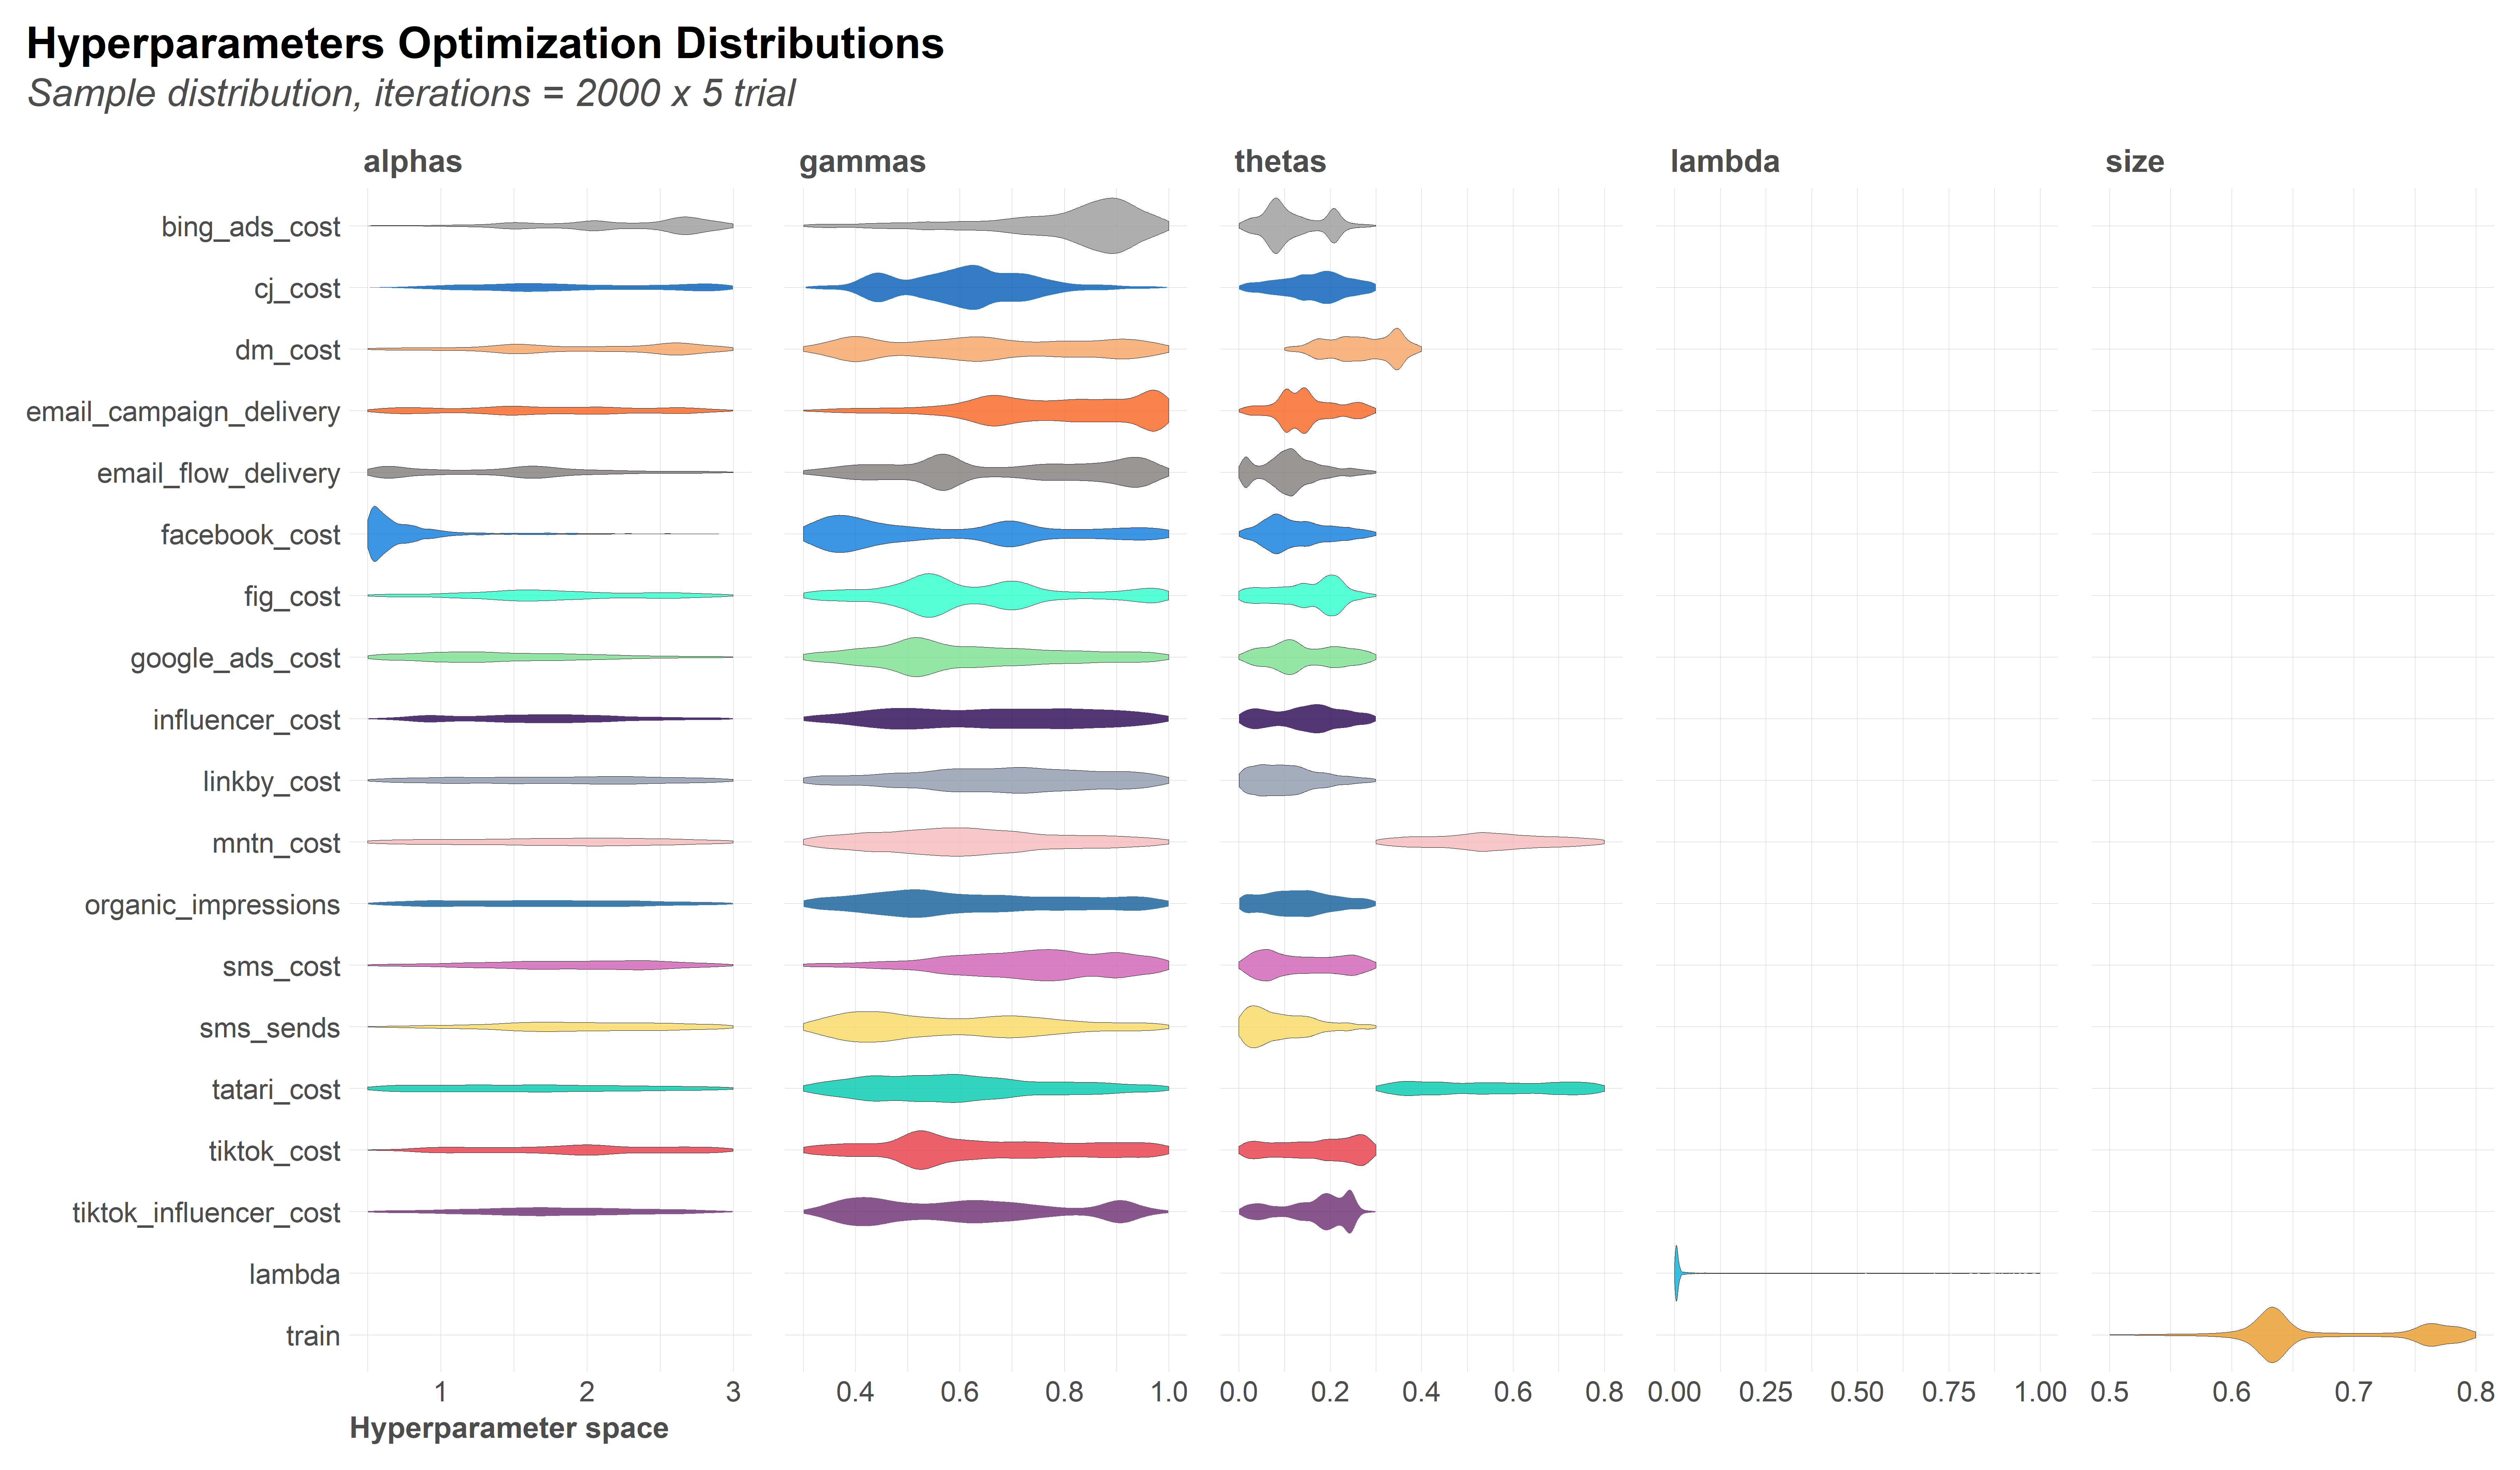 Hyperparameters Optimization Distributions
Sample distribution, iterations = 2000 x 5 trial
alphas gammas thetas lambda size
bing_ads_cost
cj_cost
dm_cost
email_campaign_delivery
email_flow_delivery
facebook_cost
fig_cost
google_ads_cost
influencer_cost
linkby_cost
mntn_cost
organic_impressions
sms_cost
sms_sends
tatari_cost
tiktok_cost
tiktok_influencer_cost
lambda
train
1 2 3 0.4 0.6 0.8 1.0 0.0 0.2 0.4 0.6 0.8 0.00 0.25 0.50 0.75 1.00 0.5 0.6 0.7 0.8
Hyperparameter space